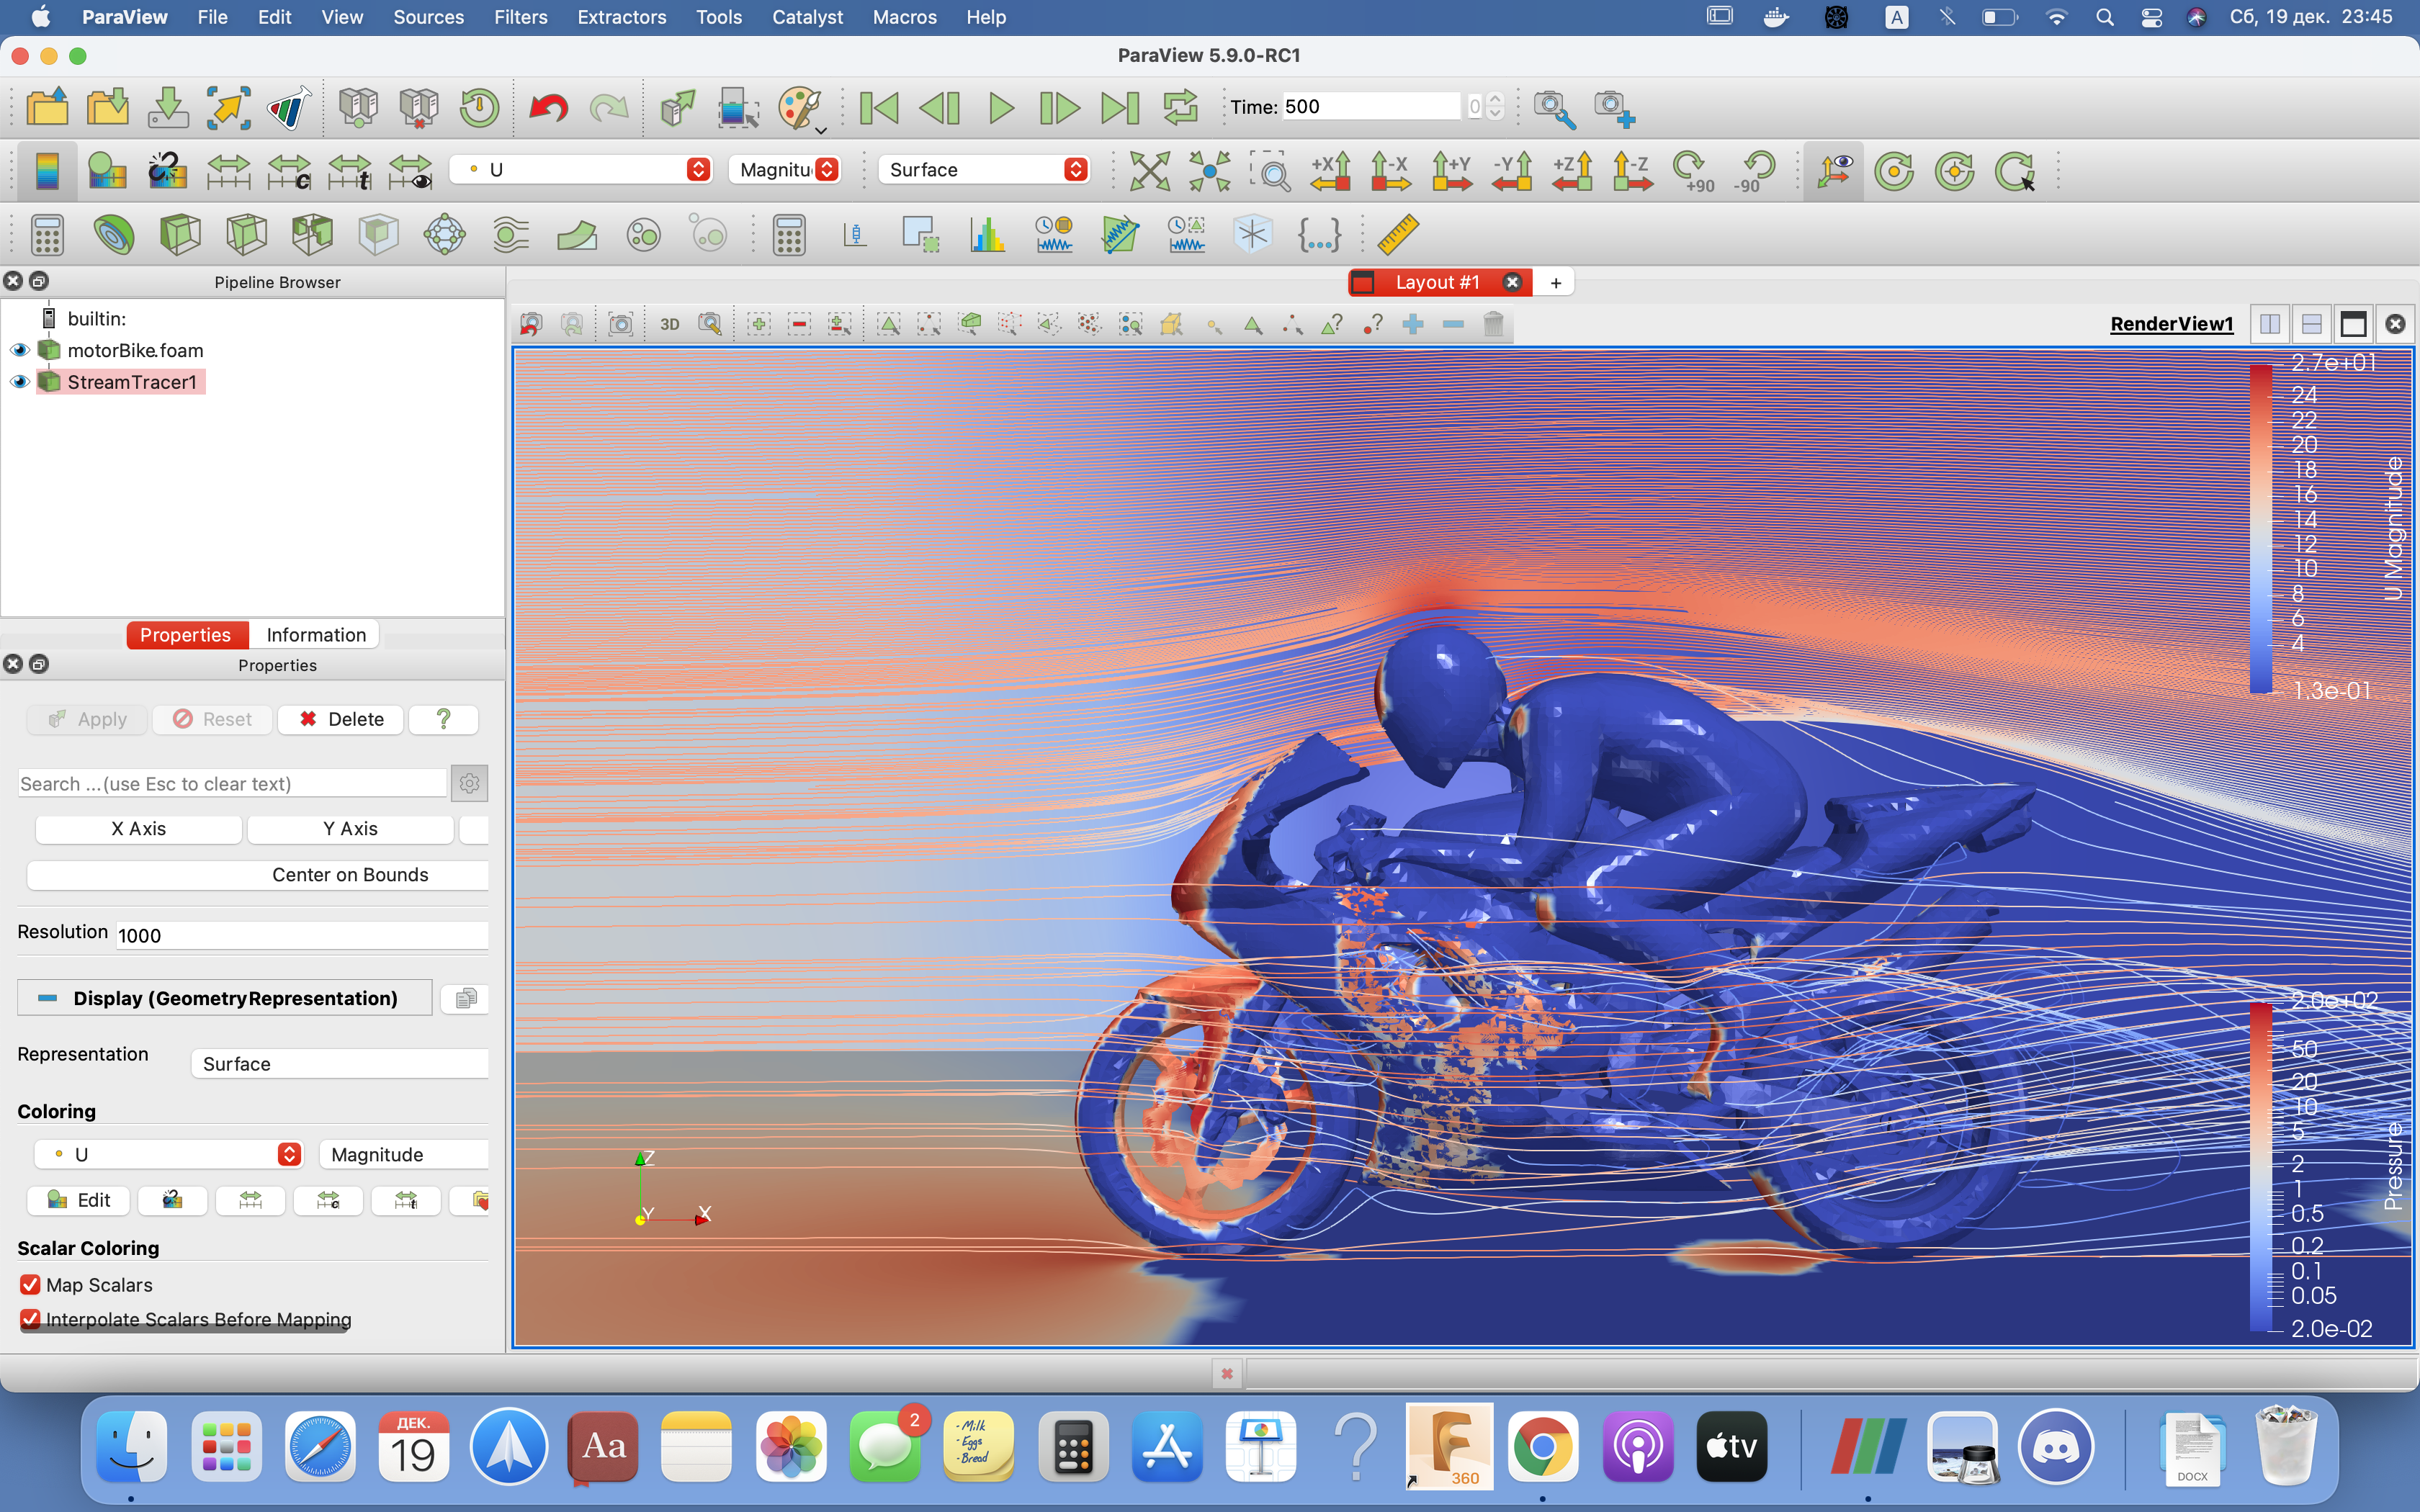 ParaView File Edit View Sources Filters Extractors Tools Catalyst Macros Help A Сб, 19 дек. 23:45
ParaView 5.9.0-RC1
Time: 500 0
c t U Magnitu Surface +X -X +Y -Y +Z -Z +90 -90
{...}
Pipeline Browser
Layout #1 +
builtin:
3D ? ? RenderView1
motorBike.foam
StreamTracer1
2.7e+01
24
22
20
18
16
14
12
10
8
6
4
1.3e-01
U Magnitude
Properties Information
Properties
Apply Reset Delete ?
Search ...(use Esc to clear text)
X Axis Y Axis
Center on Bounds
Resolution 1000
Display (GeometryRepresentation)
Representation Surface
Coloring
U Magnitude
Edit c t
Scalar Coloring
Map Scalars
Interpolate Scalars Before Mapping
Z
Y X
2.0e+02
50
20
10
5
2
1
0.5
0.2
0.1
0.05
2.0e-02
Pressure
ДЕК.
19
Aa
2
- Milk
- Eggs
- Bread
?
360
tv
DOCX